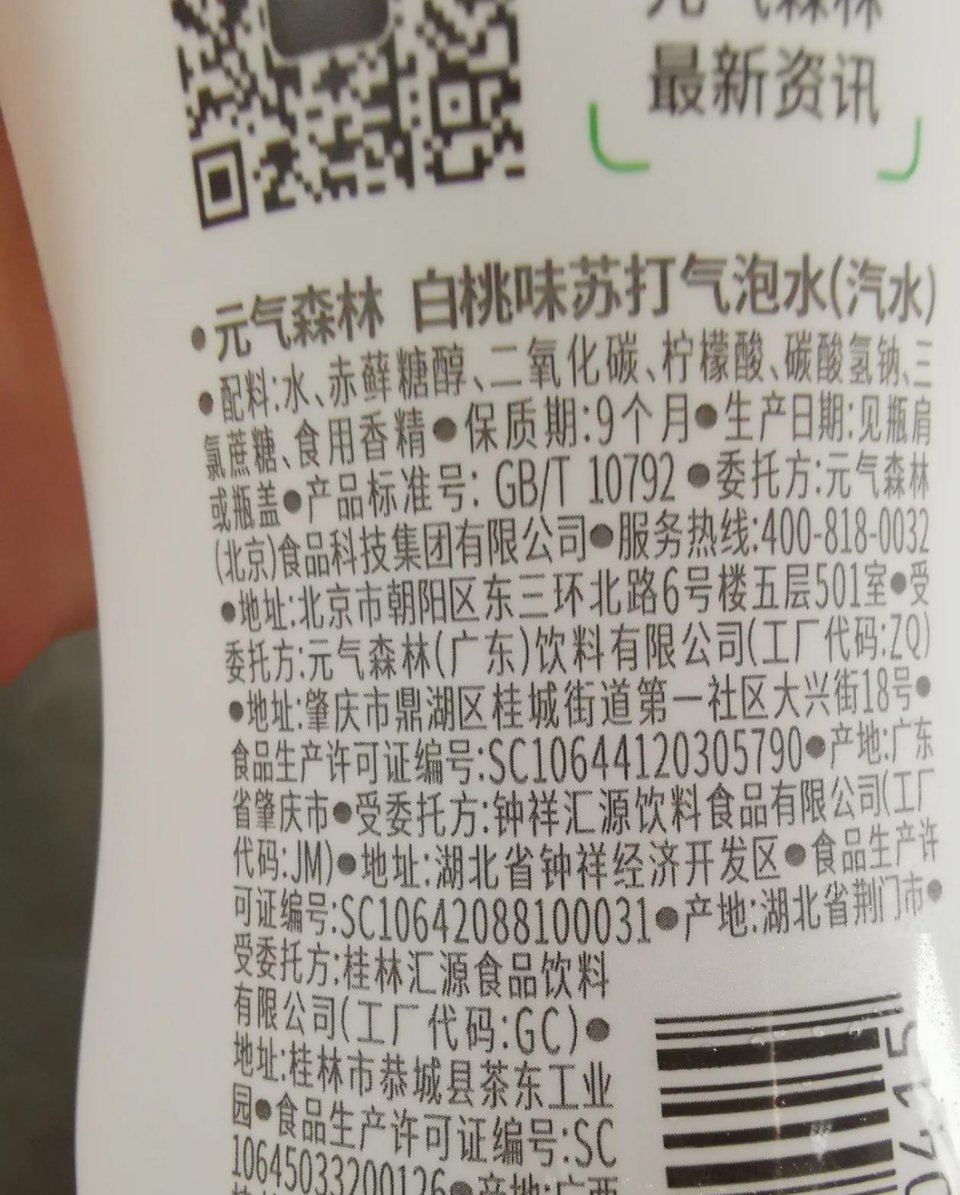 元气森林
最新资讯
•元气森林 白桃味苏打气泡水(汽水)
●配料:水、赤藓糖醇、二氧化碳、柠檬酸、碳酸氢钠、三
氯蔗糖、食用香精●保质期:9个月●生产日期:见瓶肩
或瓶盖●产品标准号: GB/T 10792 ●委托方:元气森林
(北京)食品科技集团有限公司●服务热线:400-818-0032
●地址:北京市朝阳区东三环北路6号楼五层501室●受
委托方:元气森林(广东)饮料有限公司(工厂代码:ZQ)
●地址:肇庆市鼎湖区桂城街道第一社区大兴街18号●
食品生产许可证编号:SC10644120305790●产地:广东
省肇庆市●受委托方:钟祥汇源饮料食品有限公司(工厂
代码:JM)●地址:湖北省钟祥经济开发区●食品生产许
可证编号:SC10642088100031●产地:湖北省荆门市●
受委托方:桂林汇源食品饮料
有限公司(工厂代码:GC)●
地址:桂林市恭城县茶东工业
园●食品生产许可证编号:SC
10645033200126●产地:广西
0415